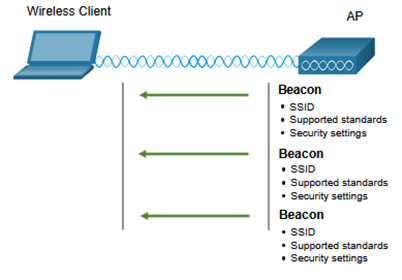 Wireless Client
AP
Beacon
• SSID
• Supported standards
• Security settings
Beacon
• SSID
• Supported standards
• Security settings
Beacon
• SSID
• Supported standards
• Security settings